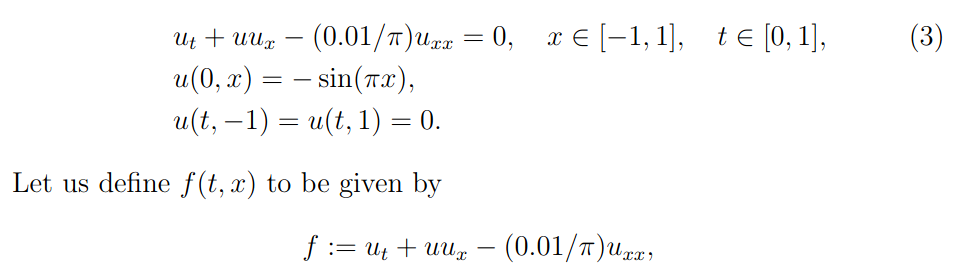 u_t + uu_x − (0.01/π)u_{xx} = 0, x ∈ [−1, 1], t ∈ [0, 1], (3)
u(0, x) = − sin(πx),
u(t, −1) = u(t, 1) = 0.
Let us define f(t, x) to be given by
f := u_t + uu_x − (0.01/π)u_{xx},